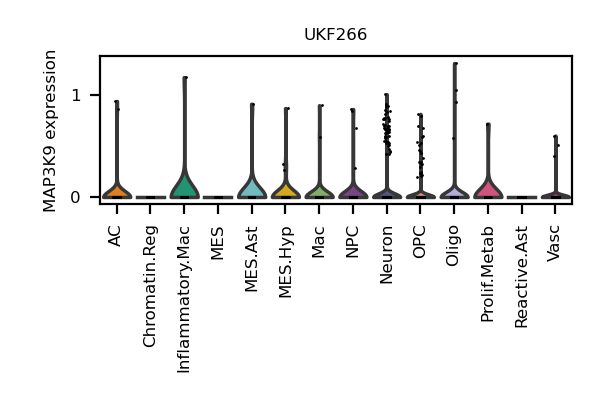 UKF266
MAP3K9 expression
1
0
AC
Chromatin.Reg
Inflammatory.Mac
MES
MES.Ast
MES.Hyp
Mac
NPC
Neuron
OPC
Oligo
Prolif.Metab
Reactive.Ast
Vasc